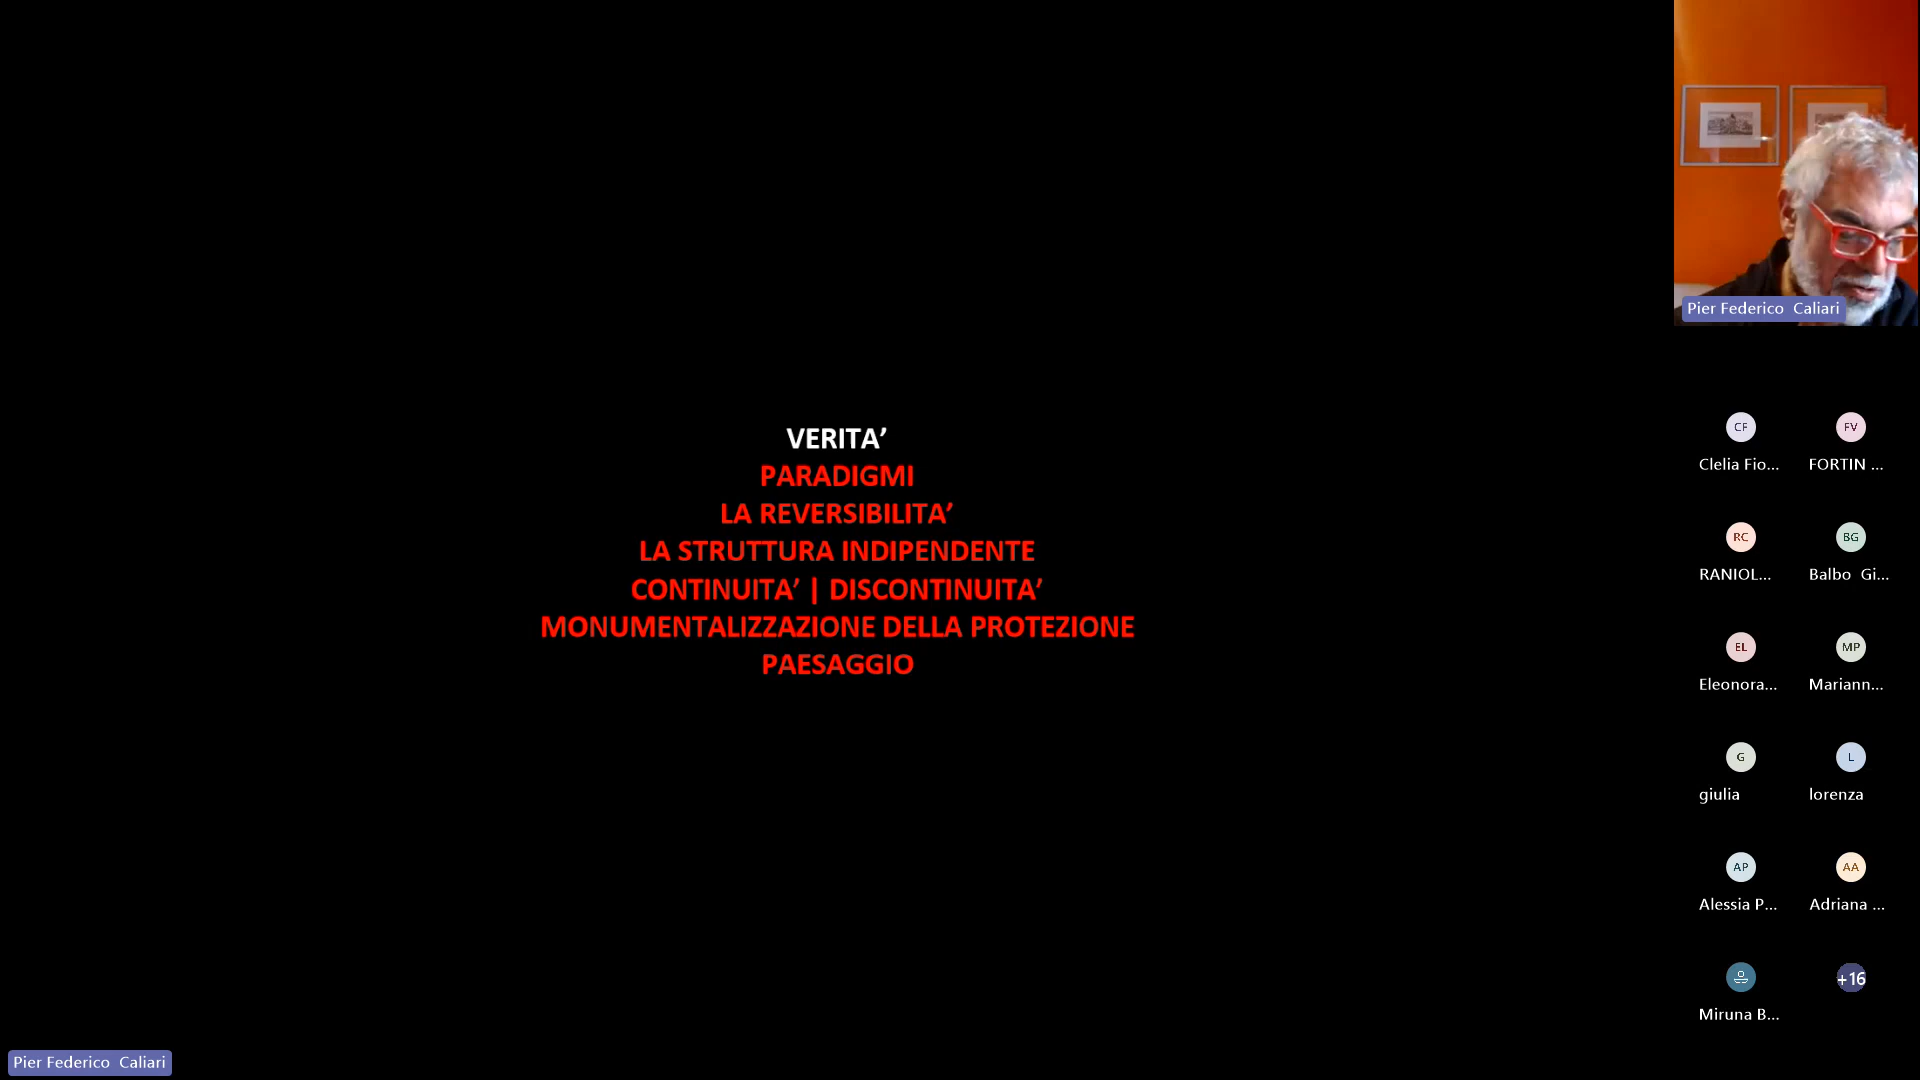 VERITA’
PARADIGMI
LA REVERSIBILITA’
LA STRUTTURA INDIPENDENTE
CONTINUITA’ | DISCONTINUITA’
MONUMENTALIZZAZIONE DELLA PROTEZIONE
PAESAGGIO
Pier Federico Caliari
CF FV
Clelia Fio... FORTIN ...
RC BG
RANIOL... Balbo Gi...
EL MP
Eleonora... Mariann...
G L
giulia lorenza
AP AA
Alessia P... Adriana ...
+16
Miruna B...
Pier Federico Caliari